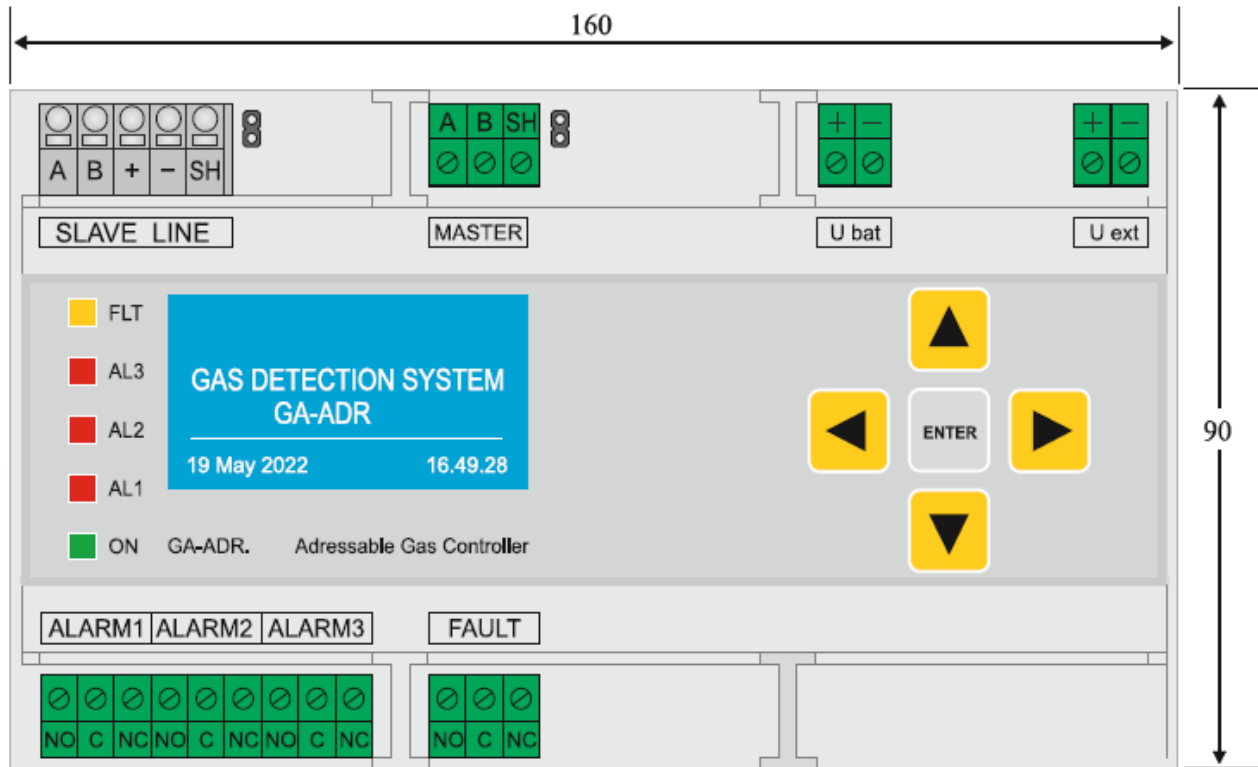 160
A B SH + − + −
A B + − SH
SLAVE LINE MASTER U bat U ext
FLT
AL3
GAS DETECTION SYSTEM
GA-ADR
AL2
ENTER
90
19 May 2022 16.49.28
AL1
ON GA-ADR. Adressable Gas Controller
ALARM1 ALARM2 ALARM3 FAULT
NO C NC NO C NC NO C NC NO C NC